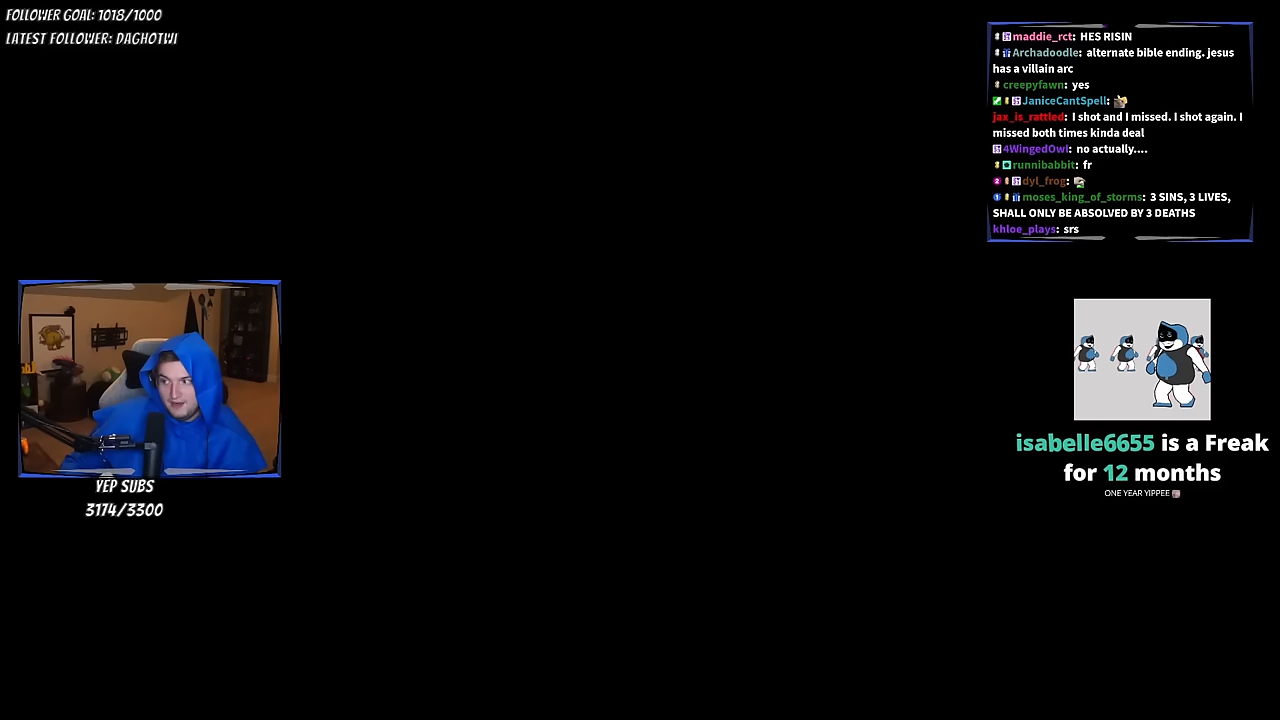 FOLLOWER GOAL: 1018/1000
LATEST FOLLOWER: DAGHOTWI
maddie_rct: HES RISIN
Archadoodle: alternate bible ending. jesus
has a villain arc
creepyfawn: yes
JaniceCantSpell:
jax_is_rattled: I shot and I missed. I shot again. I
missed both times kinda deal
4WingedOwl: no actually....
runnibabbit: fr
dyl_frog:
moses_king_of_storms: 3 SINS, 3 LIVES,
SHALL ONLY BE ABSOLVED BY 3 DEATHS
khloe_plays: srs
isabelle6655 is a Freak
for 12 months
ONE YEAR YIPPEE
YEP SUBS
3174/3300